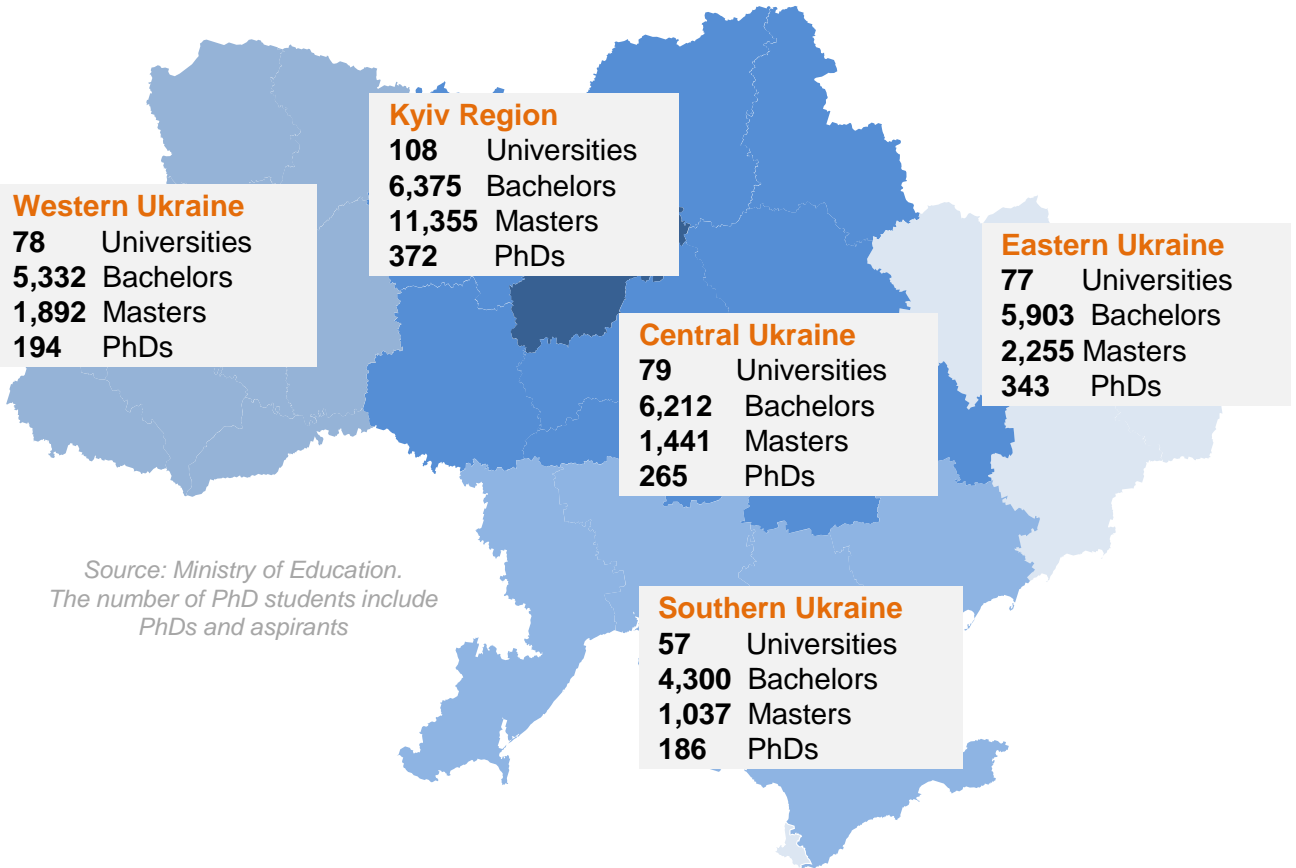 Kyiv Region
108 Universities
6,375 Bachelors
11,355 Masters
372 PhDs
Western Ukraine
78 Universities
5,332 Bachelors
1,892 Masters
194 PhDs
Eastern Ukraine
77 Universities
5,903 Bachelors
2,255 Masters
343 PhDs
Central Ukraine
79 Universities
6,212 Bachelors
1,441 Masters
265 PhDs
Source: Ministry of Education.
The number of PhD students include
PhDs and aspirants
Southern Ukraine
57 Universities
4,300 Bachelors
1,037 Masters
186 PhDs